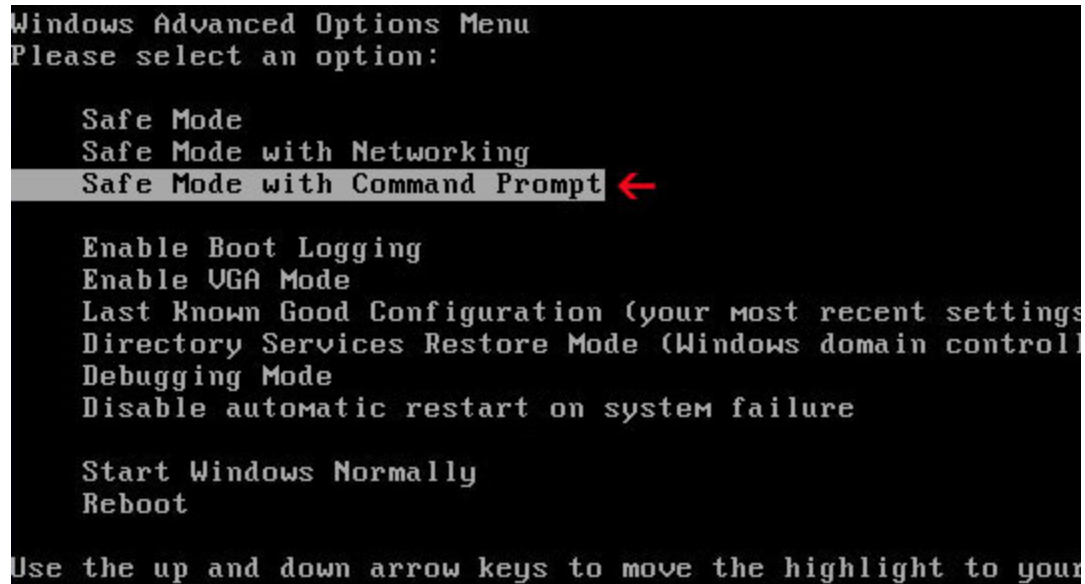 Windows Advanced Options Menu
Please select an option:
Safe Mode
Safe Mode with Networking
Safe Mode with Command Prompt
Enable Boot Logging
Enable VGA Mode
Last Known Good Configuration (your most recent settings
Directory Services Restore Mode (Windows domain controll
Debugging Mode
Disable automatic restart on system failure
Start Windows Normally
Reboot
Use the up and down arrow keys to move the highlight to your